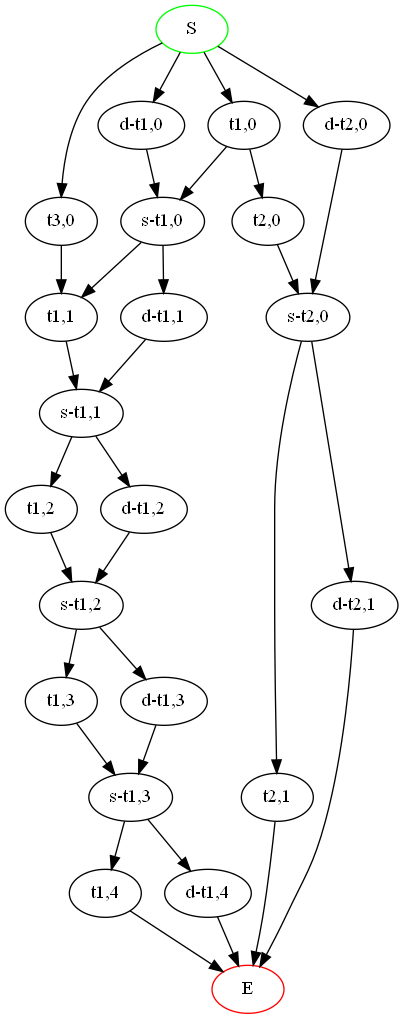 S
d-t1,0
t1,0
d-t2,0
t3,0
s-t1,0
t2,0
t1,1
d-t1,1
s-t2,0
s-t1,1
t1,2
d-t1,2
s-t1,2
d-t2,1
t1,3
d-t1,3
s-t1,3
t2,1
t1,4
d-t1,4
E